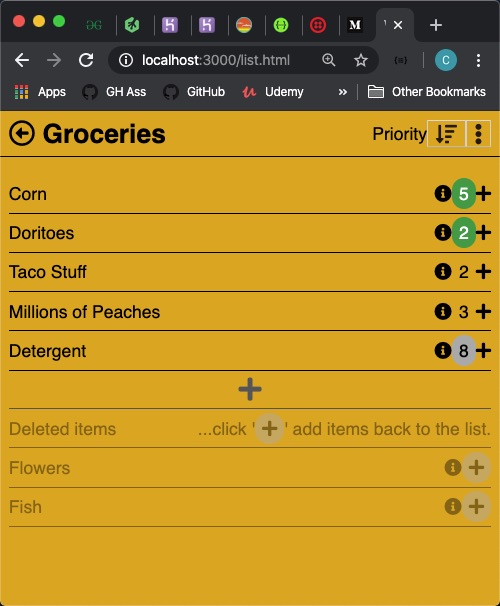 localhost:3000/list.html
C
Apps GH Ass GitHub Udemy » Other Bookmarks
Groceries Priority
Corn 5
Doritoes 2
Taco Stuff 2
Millions of Peaches 3
Detergent 8
+
Deleted items ...click '+' add items back to the list.
Flowers
Fish